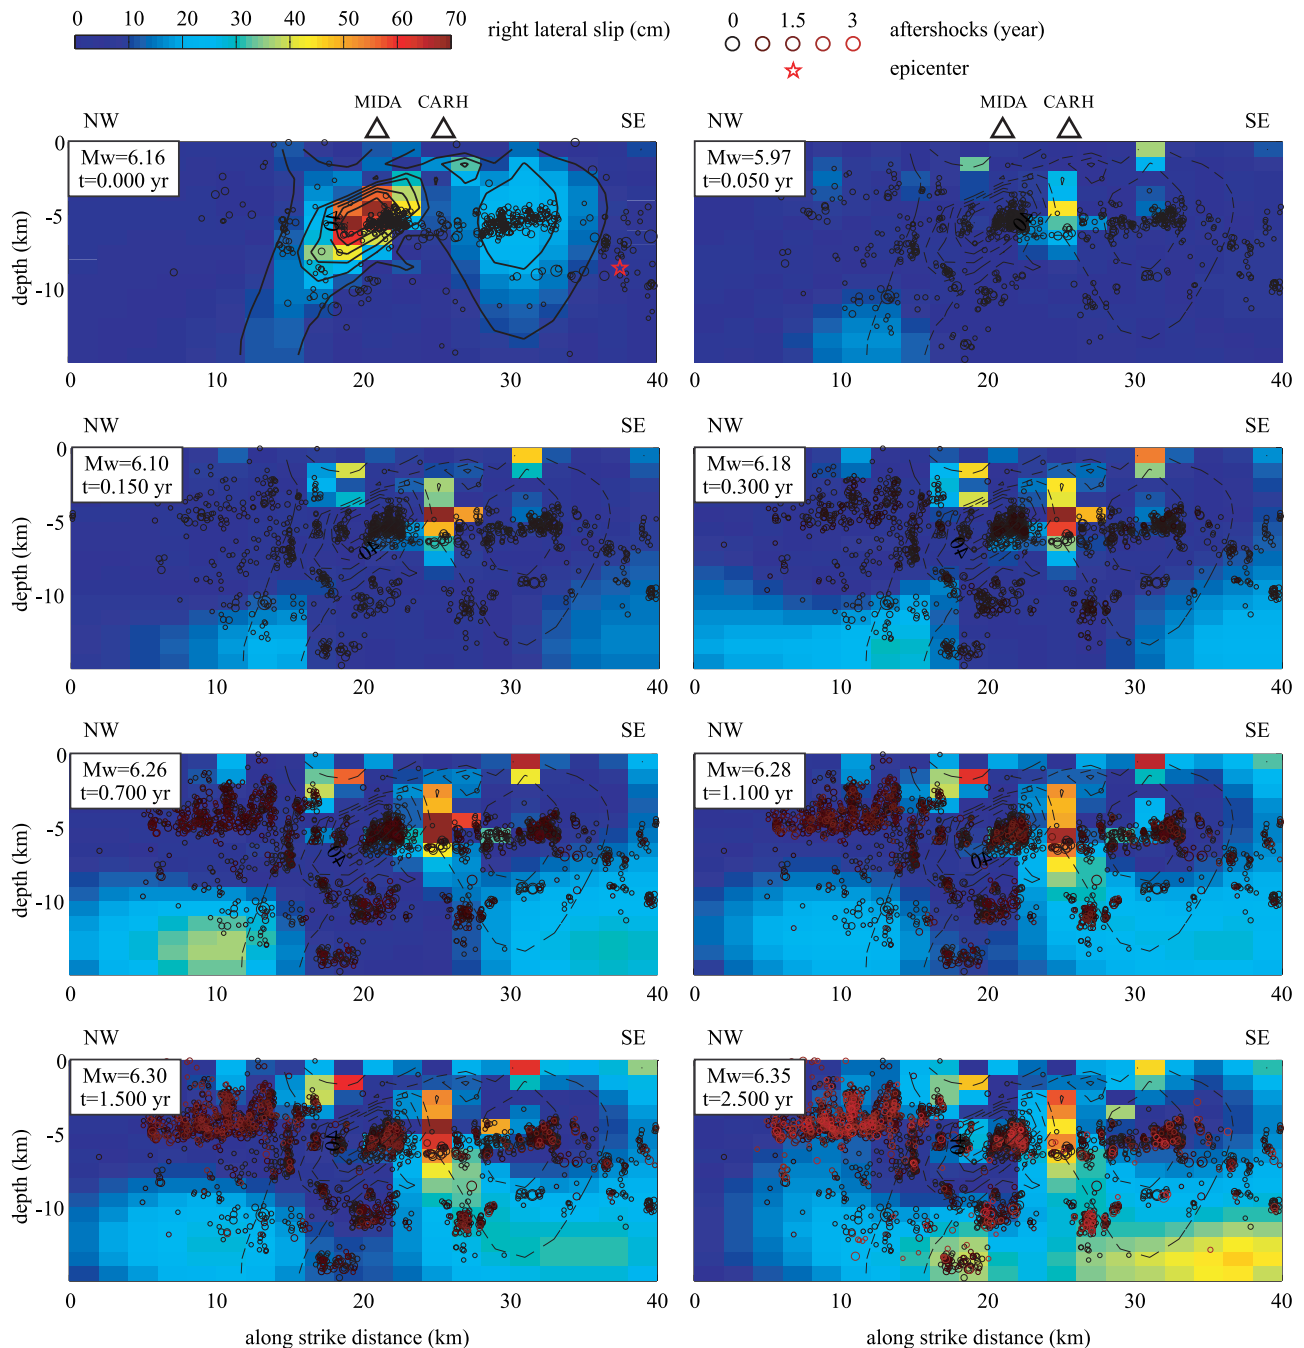 0 10 20 30 40 50 60 70 right lateral slip (cm)
0 1.5 3 aftershocks (year)
epicenter
MIDA CARH MIDA CARH
NW SE NW SE
0
Mw=6.16
t=0.000 yr
Mw=5.97
t=0.050 yr
-5
-10
depth (km)
40
40
0 10 20 30 40 0 10 20 30 40
NW SE NW SE
0
Mw=6.10
t=0.150 yr
Mw=6.18
t=0.300 yr
-5
-10
depth (km)
40
40
0 10 20 30 40 0 10 20 30 40
NW SE NW SE
0
Mw=6.26
t=0.700 yr
Mw=6.28
t=1.100 yr
-5
-10
depth (km)
40
40
0 10 20 30 40 0 10 20 30 40
NW SE NW SE
0
Mw=6.30
t=1.500 yr
Mw=6.35
t=2.500 yr
-5
-10
depth (km)
40
40
0 10 20 30 40 0 10 20 30 40
along strike distance (km) along strike distance (km)